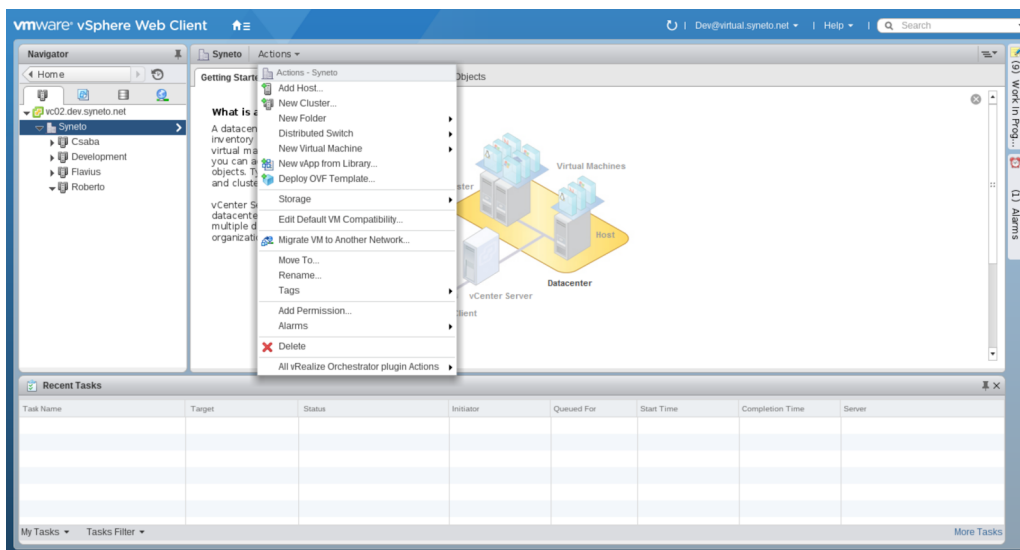 vmware® vSphere Web Client
Dev@virtual.syneto.net
Help
Search
Navigator
Home
vc02.dev.syneto.net
Syneto
Csaba
Development
Flavius
Roberto
Syneto Actions
Getting Starte
Objects
Actions - Syneto
Add Host...
New Cluster...
New Folder
Distributed Switch
New Virtual Machine
New vApp from Library...
Deploy OVF Template...
Storage
Edit Default VM Compatibility...
Migrate VM to Another Network...
Move To...
Rename...
Tags
Add Permission...
Alarms
Delete
All vRealize Orchestrator plugin Actions
What is a
A datacen
inventory
virtual ma
you can a
objects. Ty
and cluste
vCenter S
datacente
multiple d
organizati
Virtual Machines
ster
Host
Datacenter
vCenter Server
Client
(9) Work In Prog...
(1) Alarms
Recent Tasks
Task Name Target Status Initiator Queued For Start Time Completion Time Server
My Tasks Tasks Filter More Tasks